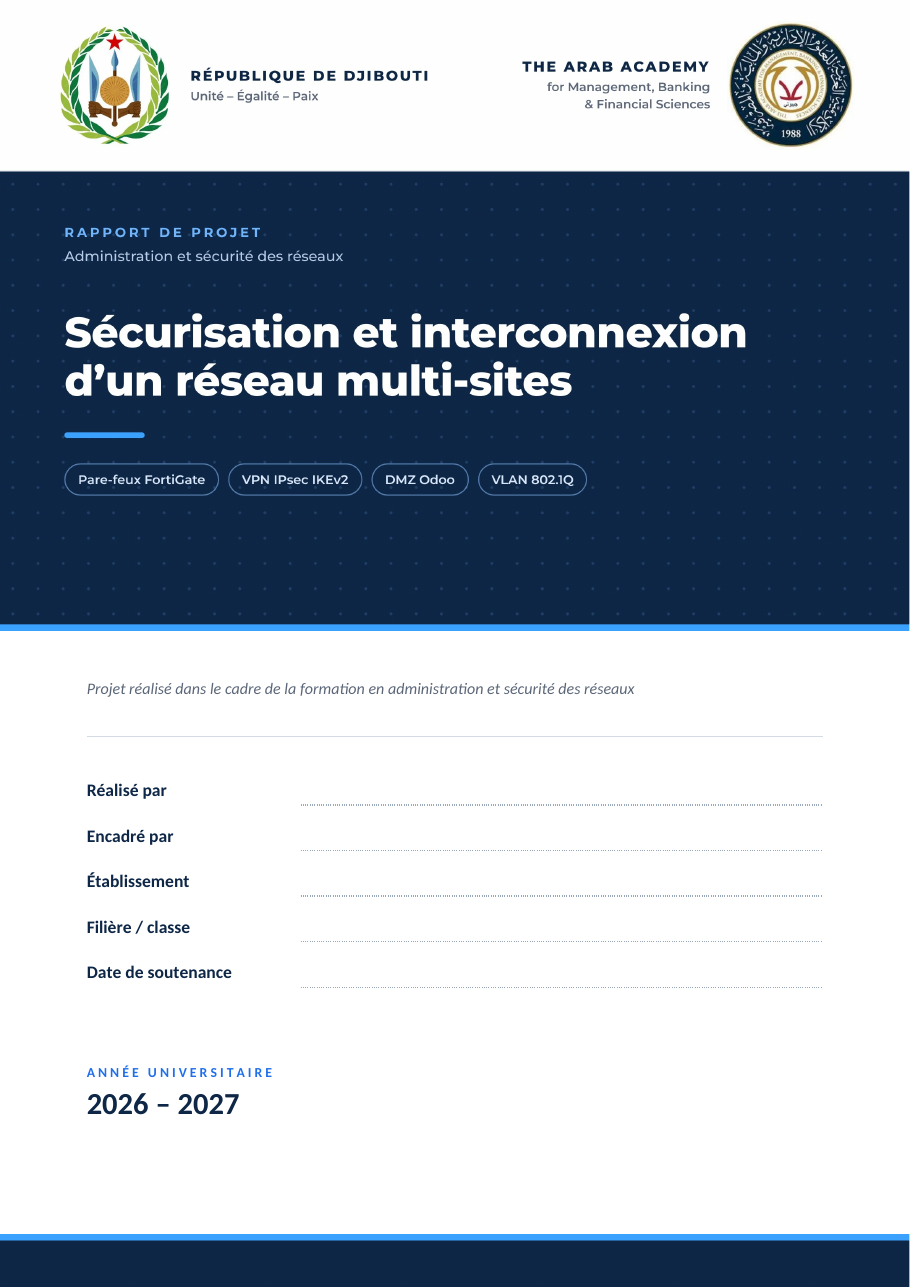 RÉPUBLIQUE DE DJIBOUTI
Unité – Égalité – Paix
THE ARAB ACADEMY
for Management, Banking
& Financial Sciences
1988
RAPPORT DE PROJET
Administration et sécurité des réseaux
Sécurisation et interconnexion
d’un réseau multi-sites
Pare-feux FortiGate
VPN IPsec IKEv2
DMZ Odoo
VLAN 802.1Q
Projet réalisé dans le cadre de la formation en administration et sécurité des réseaux
Réalisé par
Encadré par
Établissement
Filière / classe
Date de soutenance
ANNÉE UNIVERSITAIRE
2026 – 2027